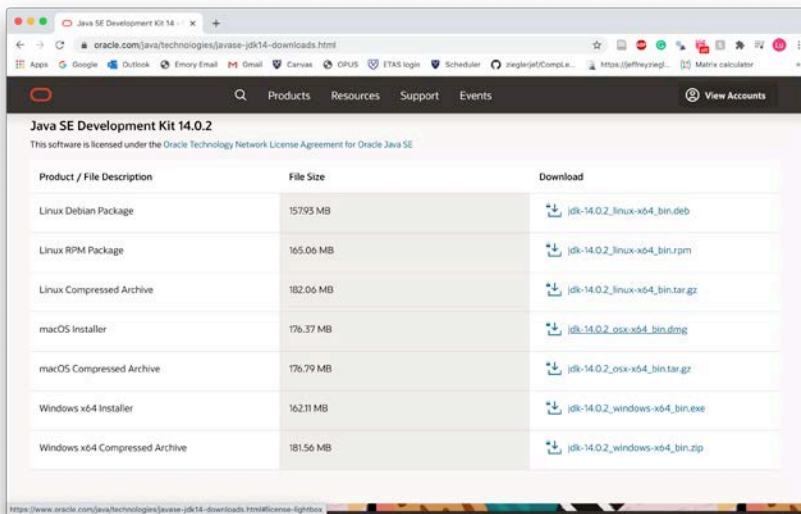 Java SE Development Kit 14 - 
oracle.com/java/technologies/javase-jdk14-downloads.html
Apps Google Outlook Emory Email Gmail Canvas OPUS ETAS login Scheduler zieglerjef/CompLe... https://jeffreyziegl... Matrix calculator
Products Resources Support Events View Accounts
Java SE Development Kit 14.0.2
This software is licensed under the Oracle Technology Network License Agreement for Oracle Java SE
Product / File Description File Size Download
Linux Debian Package 157.93 MB jdk-14.0.2_linux-x64_bin.deb
Linux RPM Package 165.06 MB jdk-14.0.2_linux-x64_bin.rpm
Linux Compressed Archive 182.06 MB jdk-14.0.2_linux-x64_bin.tar.gz
macOS Installer 176.37 MB jdk-14.0.2_osx-x64_bin.dmg
macOS Compressed Archive 176.79 MB jdk-14.0.2_osx-x64_bin.tar.gz
Windows x64 Installer 162.11 MB jdk-14.0.2_windows-x64_bin.exe
Windows x64 Compressed Archive 181.56 MB jdk-14.0.2_windows-x64_bin.zip
https://www.oracle.com/java/technologies/javase-jdk14-downloads.html#license-lightbox